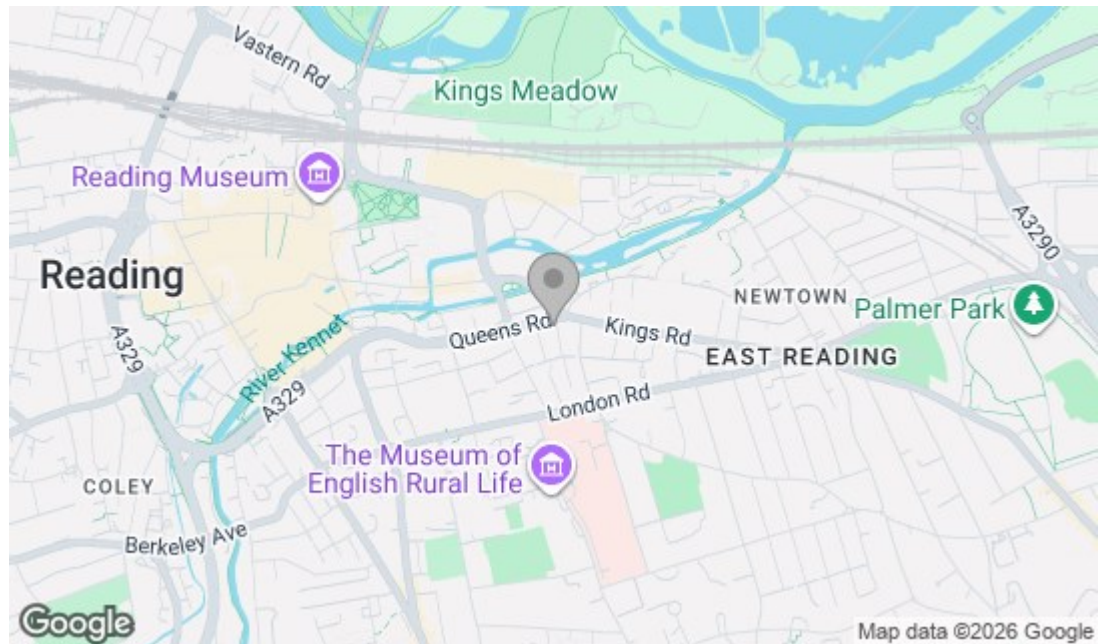 Vastern Rd
Kings Meadow
Reading Museum
A3290
Reading
NEWTOWN
Palmer Park
Queens Rd
Kings Rd
EAST READING
River Kennet
A329
A329
London Rd
The Museum of
English Rural Life
COLEY
Berkeley Ave
Google
Map data ©2026 Google